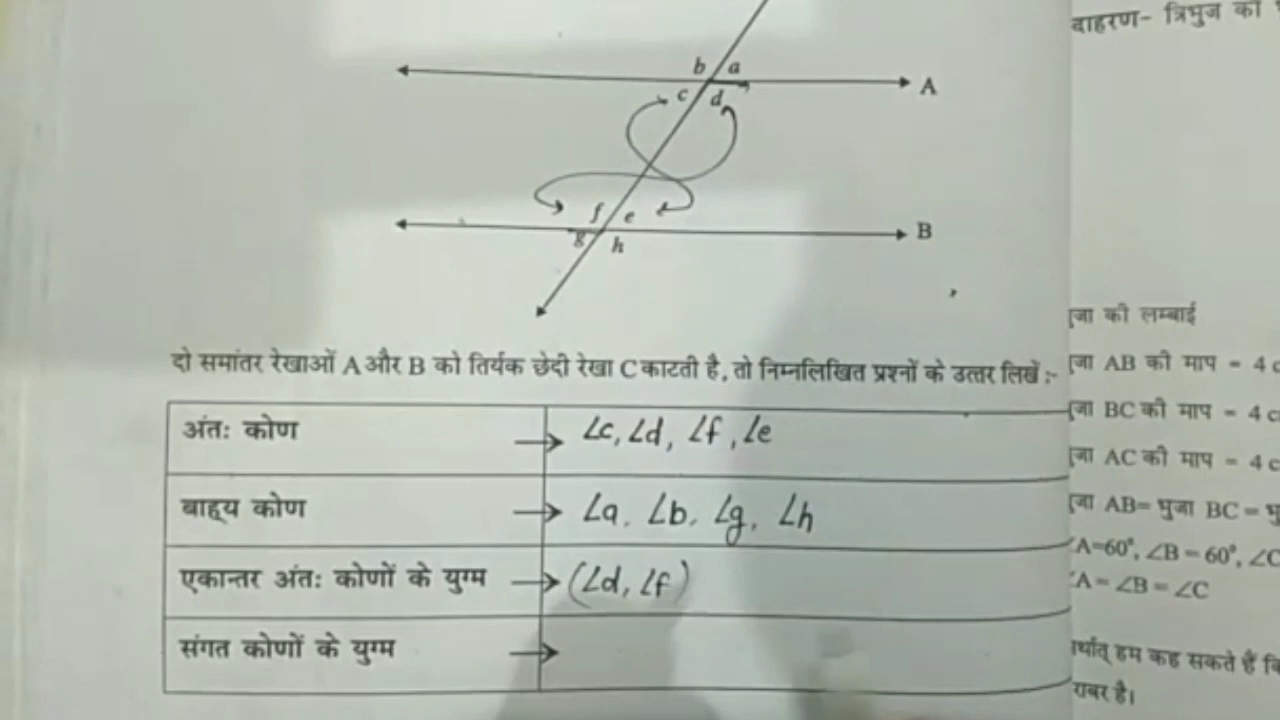 दाहरण- त्रिभुज की
b a
A
c d
f e
B
g h
दो समांतर रेखाओं A और B को तिर्यक छेदी रेखा C काटती है, तो निम्नलिखित प्रश्नों के उत्तर लिखें :-
अंतः कोण → ∠c, ∠d, ∠f, ∠e
बाह्य कोण → ∠a, ∠b, ∠g, ∠h
एकान्तर अंतः कोणों के युग्म → (∠d, ∠f)
संगत कोणों के युग्म →
जा की लम्बाई
जा AB की माप = 4 c
जा BC की माप = 4 c
जा AC की माप = 4 c
जा AB= भुजा BC = भु
∠A=60°, ∠B = 60°, ∠C
∠A = ∠B = ∠C
र्थात् हम कह सकते हैं कि
राबर है।